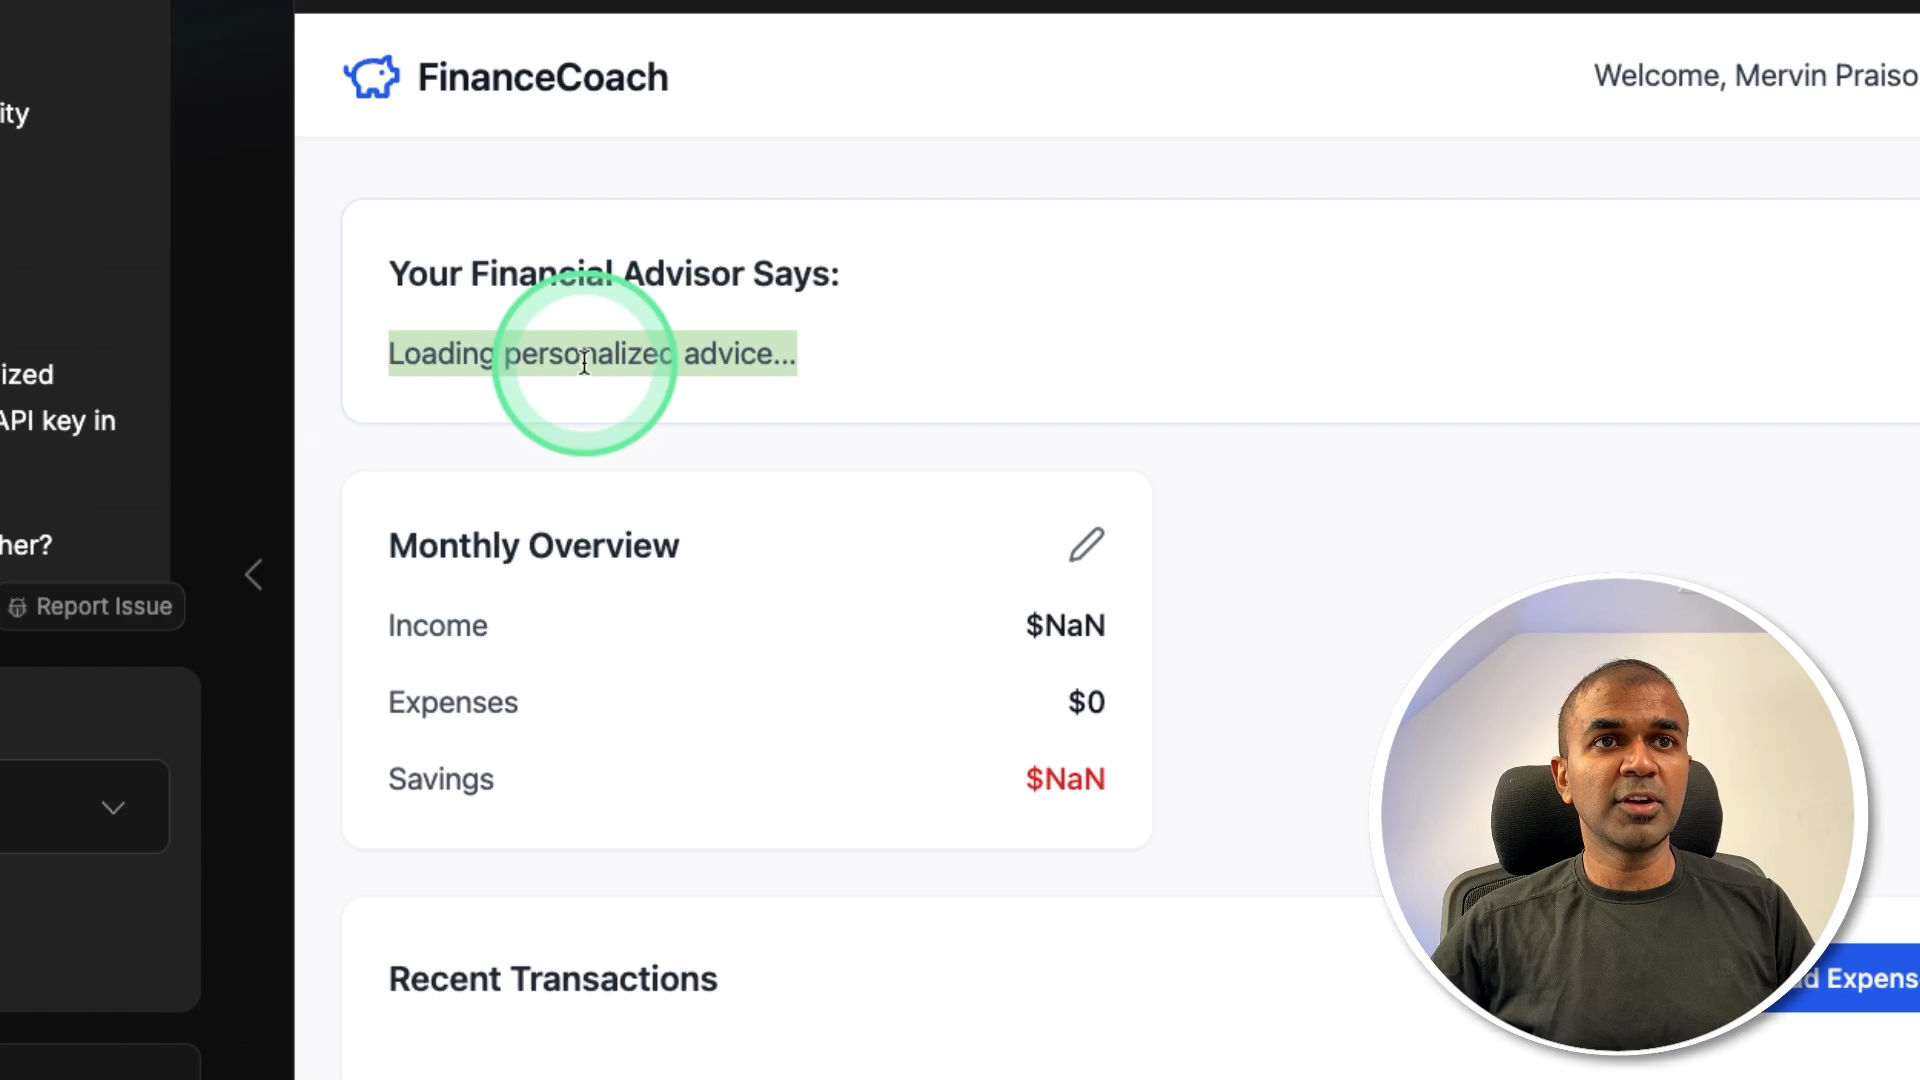 FinanceCoach
Welcome, Mervin Praiso
ity
Your Financial Advisor Says:
Loading personalized advice...
ized
API key in
Monthly Overview
her?
Report Issue
Income $NaN
Expenses $0
Savings $NaN
Recent Transactions
d Expens